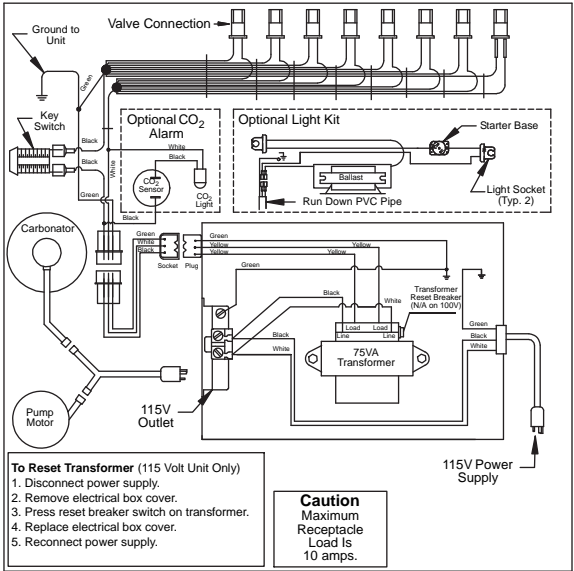 Valve Connection
Ground to
Unit
Green
Key
Switch
Black
Black
White
Green
Optional CO2
Alarm
White
Black
CO2
Sensor
CO2
Light
Black
Optional Light Kit
Starter Base
Ballast
Light Socket
(Typ. 2)
Run Down PVC Pipe
Carbonator
Green
White
Black
Socket
Plug
Green
Yellow
Yellow
Yellow
Yellow
Green
Transformer
Reset Breaker
(N/A on 100V)
Black
White
Load
Load
Line
Line
75VA
Transformer
Black
White
Green
Black
White
115V
Outlet
Pump
Motor
115V Power
Supply
To Reset Transformer (115 Volt Unit Only)
1. Disconnect power supply.
2. Remove electrical box cover.
3. Press reset breaker switch on transformer.
4. Replace electrical box cover.
5. Reconnect power supply.
Caution
Maximum
Receptacle
Load Is
10 amps.